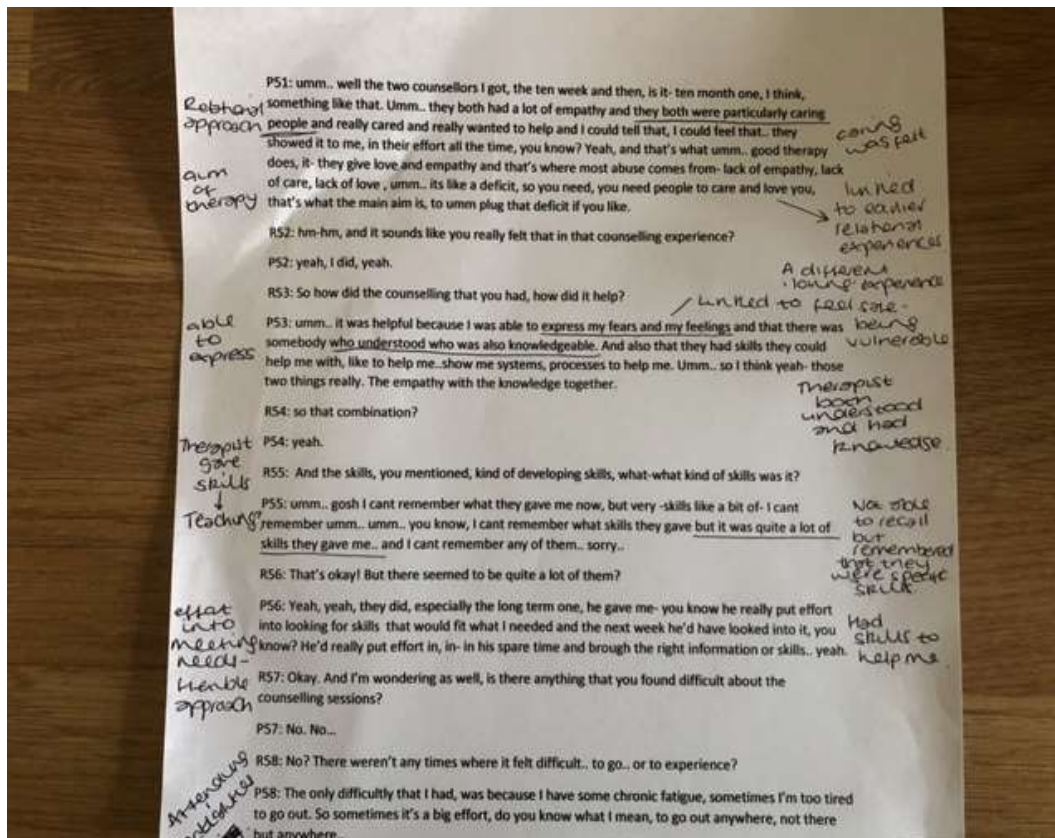 PS1: umm.. well the two counsellors I got, the ten week and then, is it- ten month one, I think,
something like that. Umm.. they both had a lot of empathy and they both were particularly caring
people and really cared and really wanted to help and I could tell that, I could feel that.. they
showed it to me, in their effort all the time, you know? Yeah, and that's what umm.. good therapy
does, it- they give love and empathy and that's where most abuse comes from- lack of empathy, lack
of care, lack of love , umm.. its like a deficit, so you need, you need people to care and love you,
that's what the main aim is, to umm plug that deficit if you like.
Relational
approach
aim
of
therapy
caring
was felt
linked
to earlier
relational
experiences
RS2: hm-hm, and it sounds like you really felt that in that counselling experience?
PS2: yeah, I did, yeah.
RS3: So how did the counselling that you had, how did it help?
A different
experience
linked to feel safe -
being
vulnerable
PS3: umm.. it was helpful because I was able to express my fears and my feelings and that there was
somebody who understood who was also knowledgeable. And also that they had skills they could
help me with, like to help me..show me systems, processes to help me. Umm.. so I think yeah- those
two things really. The empathy with the knowledge together.
able
to
express
Therapist
both
understood
and had
knowledge.
RS4: so that combination?
PS4: yeah.
RS5: And the skills, you mentioned, kind of developing skills, what-what kind of skills was it?
Therapist
gave
skills
Teaching?
PS5: umm.. gosh I cant remember what they gave me now, but very -skills like a bit of- I cant
remember umm.. umm.. you know, I cant remember what skills they gave but it was quite a lot of
skills they gave me.. and I cant remember any of them.. sorry..
Not able
to recall
but
remembered
that they
were specific
skills.
RS6: That's okay! But there seemed to be quite a lot of them?
PS6: Yeah, yeah, they did, especially the long term one, he gave me- you know he really put effort
into looking for skills that would fit what I needed and the next week he'd have looked into it, you
know? He'd really put effort in, in- in his spare time and brough the right information or skills.. yeah.
effort
into
meeting
needs-
flexible
approach
Had
skills to
help me.
RS7: Okay. And I'm wondering as well, is there anything that you found difficult about the
counselling sessions?
PS7: No. No...
RS8: No? There weren't any times where it felt difficult.. to go.. or to experience?
PS8: The only difficultly that I had, was because I have some chronic fatigue, sometimes I'm too tired
to go out. So sometimes it's a big effort, do you know what I mean, to go out anywhere, not there
but anywhere..
Attending